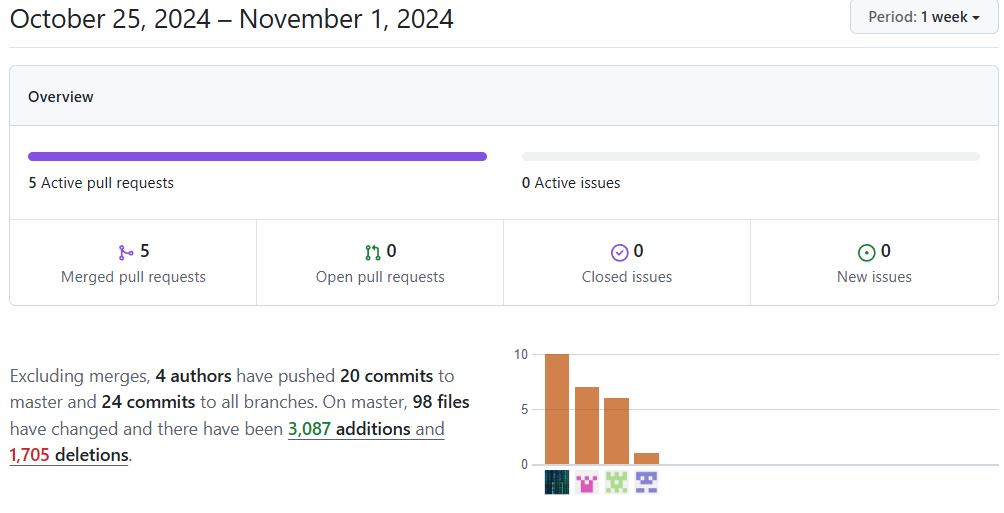 October 25, 2024 – November 1, 2024
Period: 1 week
Overview
5 Active pull requests
0 Active issues
5
Merged pull requests
0
Open pull requests
0
Closed issues
0
New issues
Excluding merges, 4 authors have pushed 20 commits to
master and 24 commits to all branches. On master, 98 files
have changed and there have been 3,087 additions and
1,705 deletions.
10
5
0